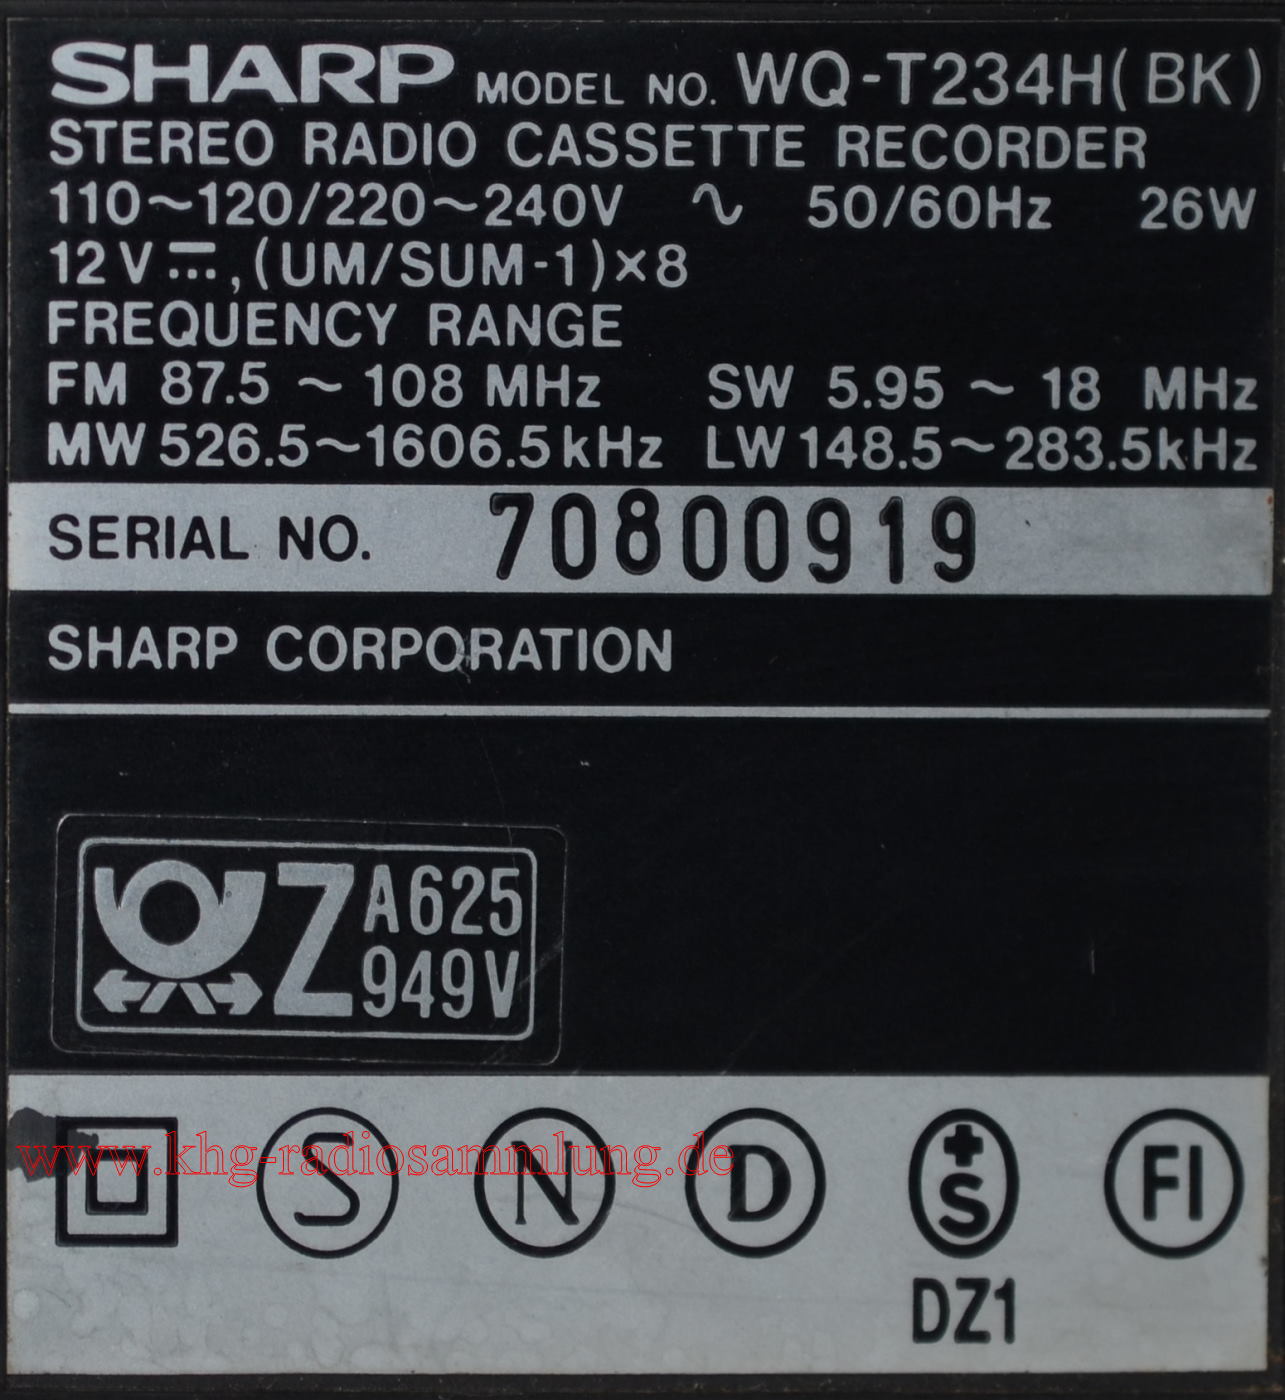 SHARP MODEL NO. WQ-T234H(BK)
STEREO RADIO CASSETTE RECORDER
110~120/220~240V ∿ 50/60Hz 26W
12V ⎓, (UM/SUM-1)×8
FREQUENCY RANGE
FM 87.5 ~ 108 MHz SW 5.95 ~ 18 MHz
MW 526.5~1606.5kHz LW 148.5~283.5kHz
SERIAL NO. 70800919
SHARP CORPORATION
Z A625
949V
www.khg-radiosammlung.de
S N D +S FI
DZ1